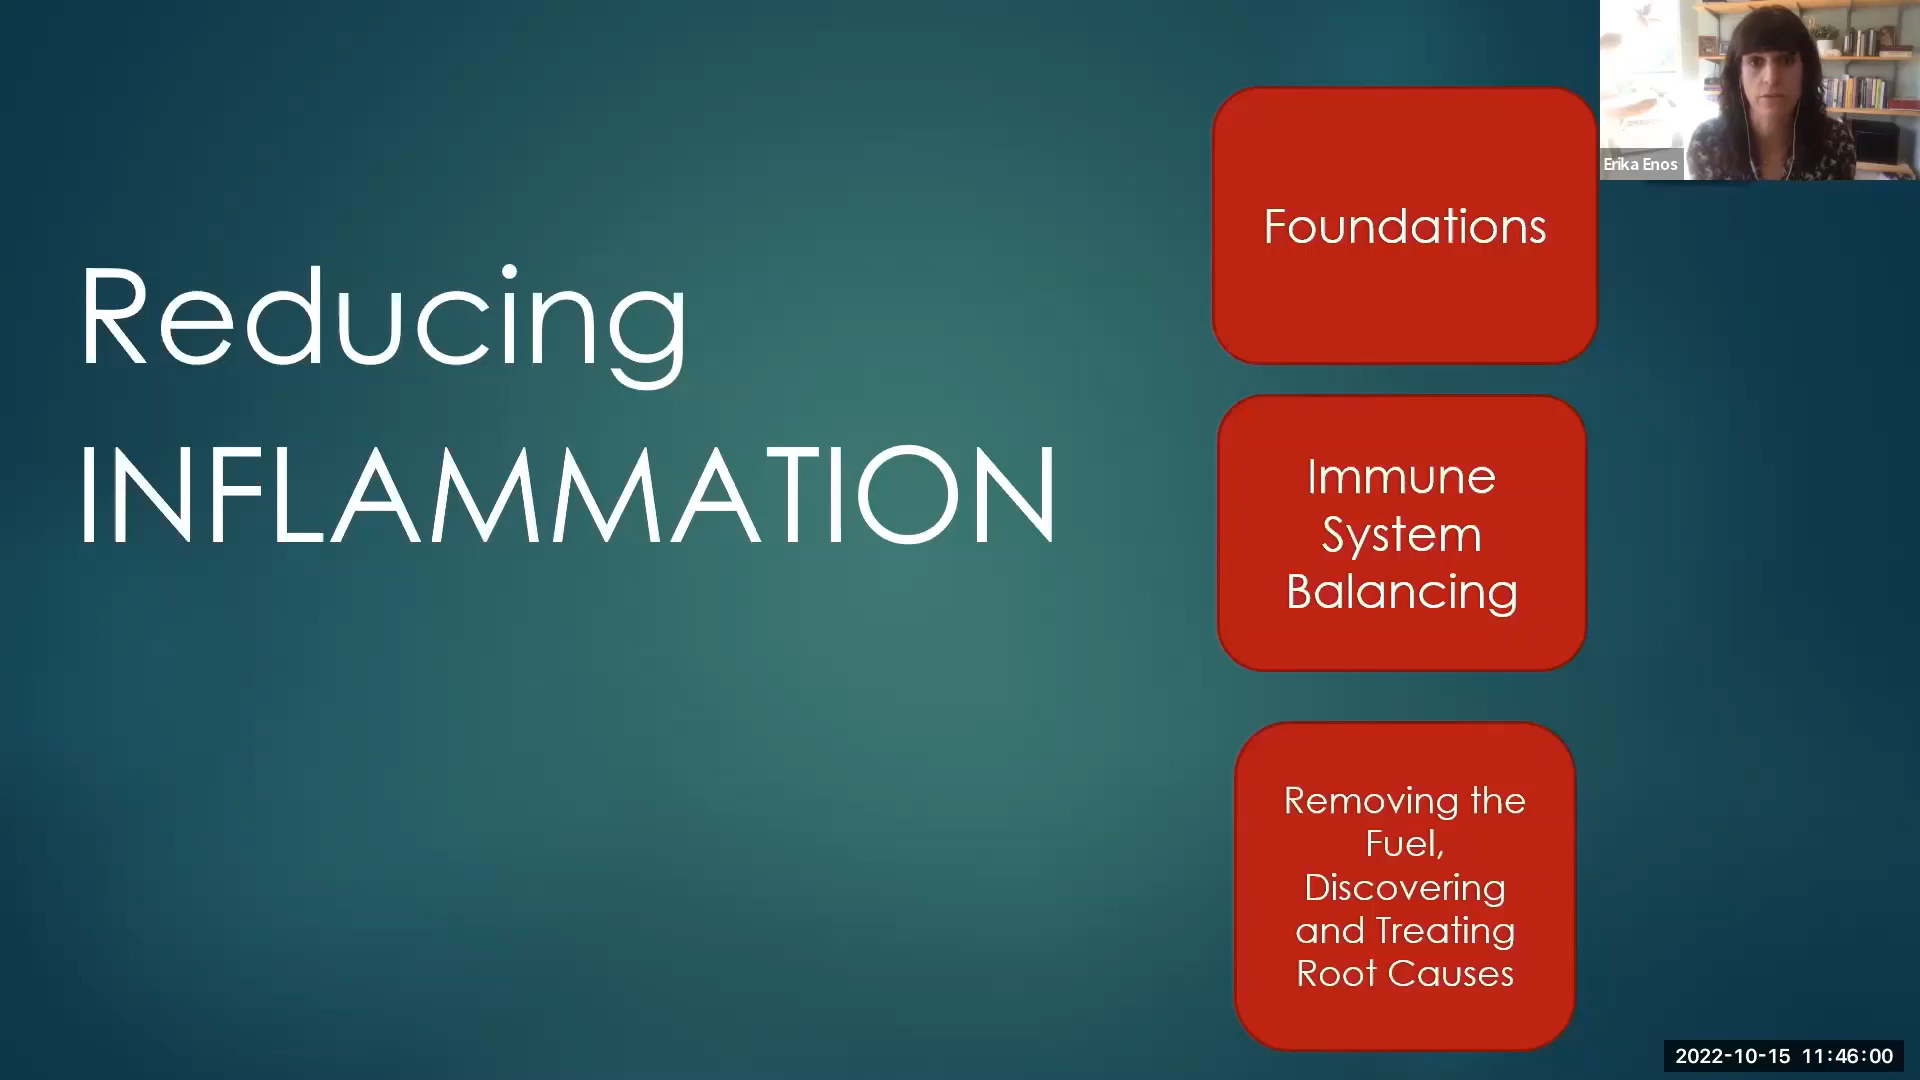 Reducing
INFLAMMATION
Foundations
Immune
System
Balancing
Removing the
Fuel,
Discovering
and Treating
Root Causes
Erika Enos
2022-10-15 11:46:00